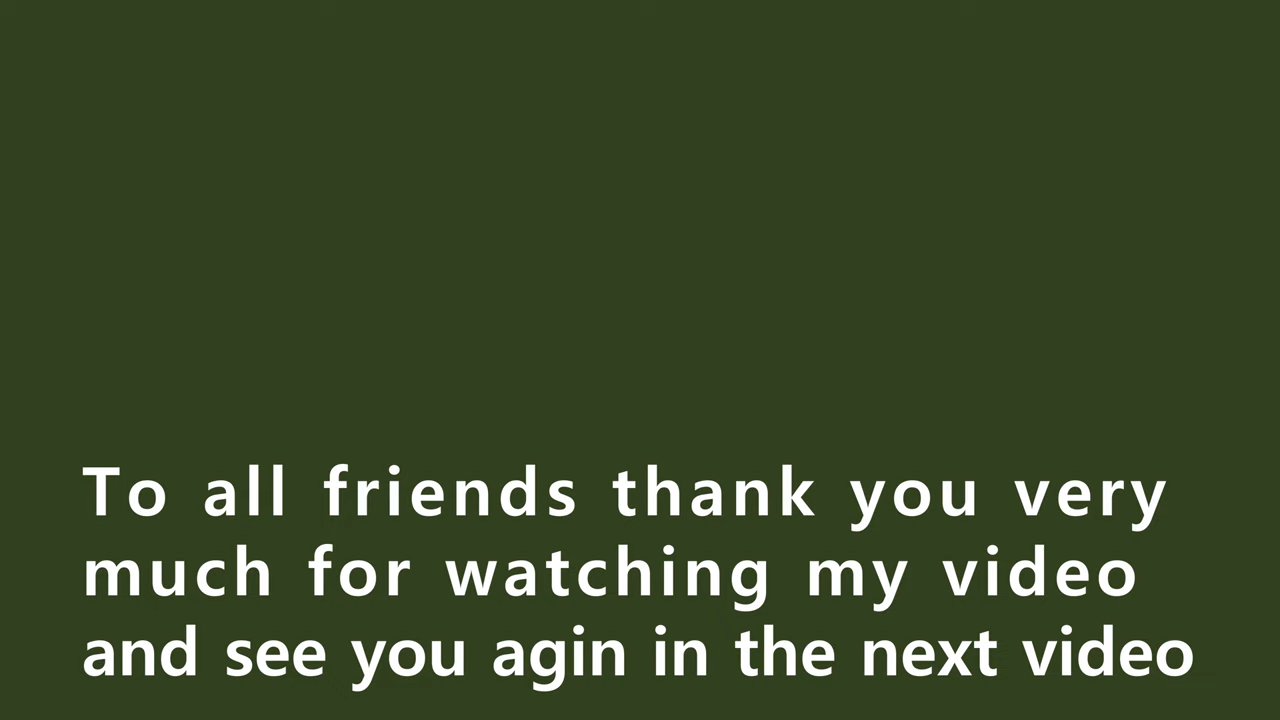 To all friends thank you very
much for watching my video
and see you agin in the next video